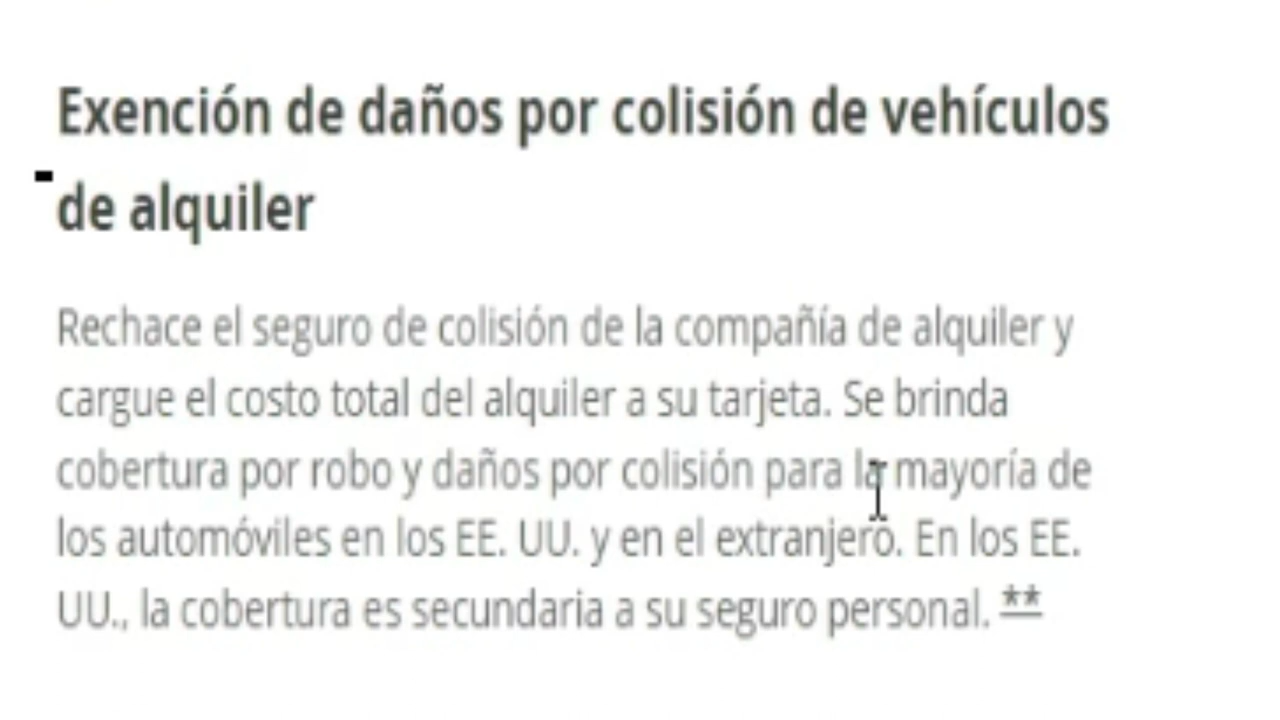 Exención de daños por colisión de vehículos
de alquiler
Rechace el seguro de colisión de la compañía de alquiler y
cargue el costo total del alquiler a su tarjeta. Se brinda
cobertura por robo y daños por colisión para la mayoría de
los automóviles en los EE. UU. y en el extranjero. En los EE.
UU., la cobertura es secundaria a su seguro personal. **